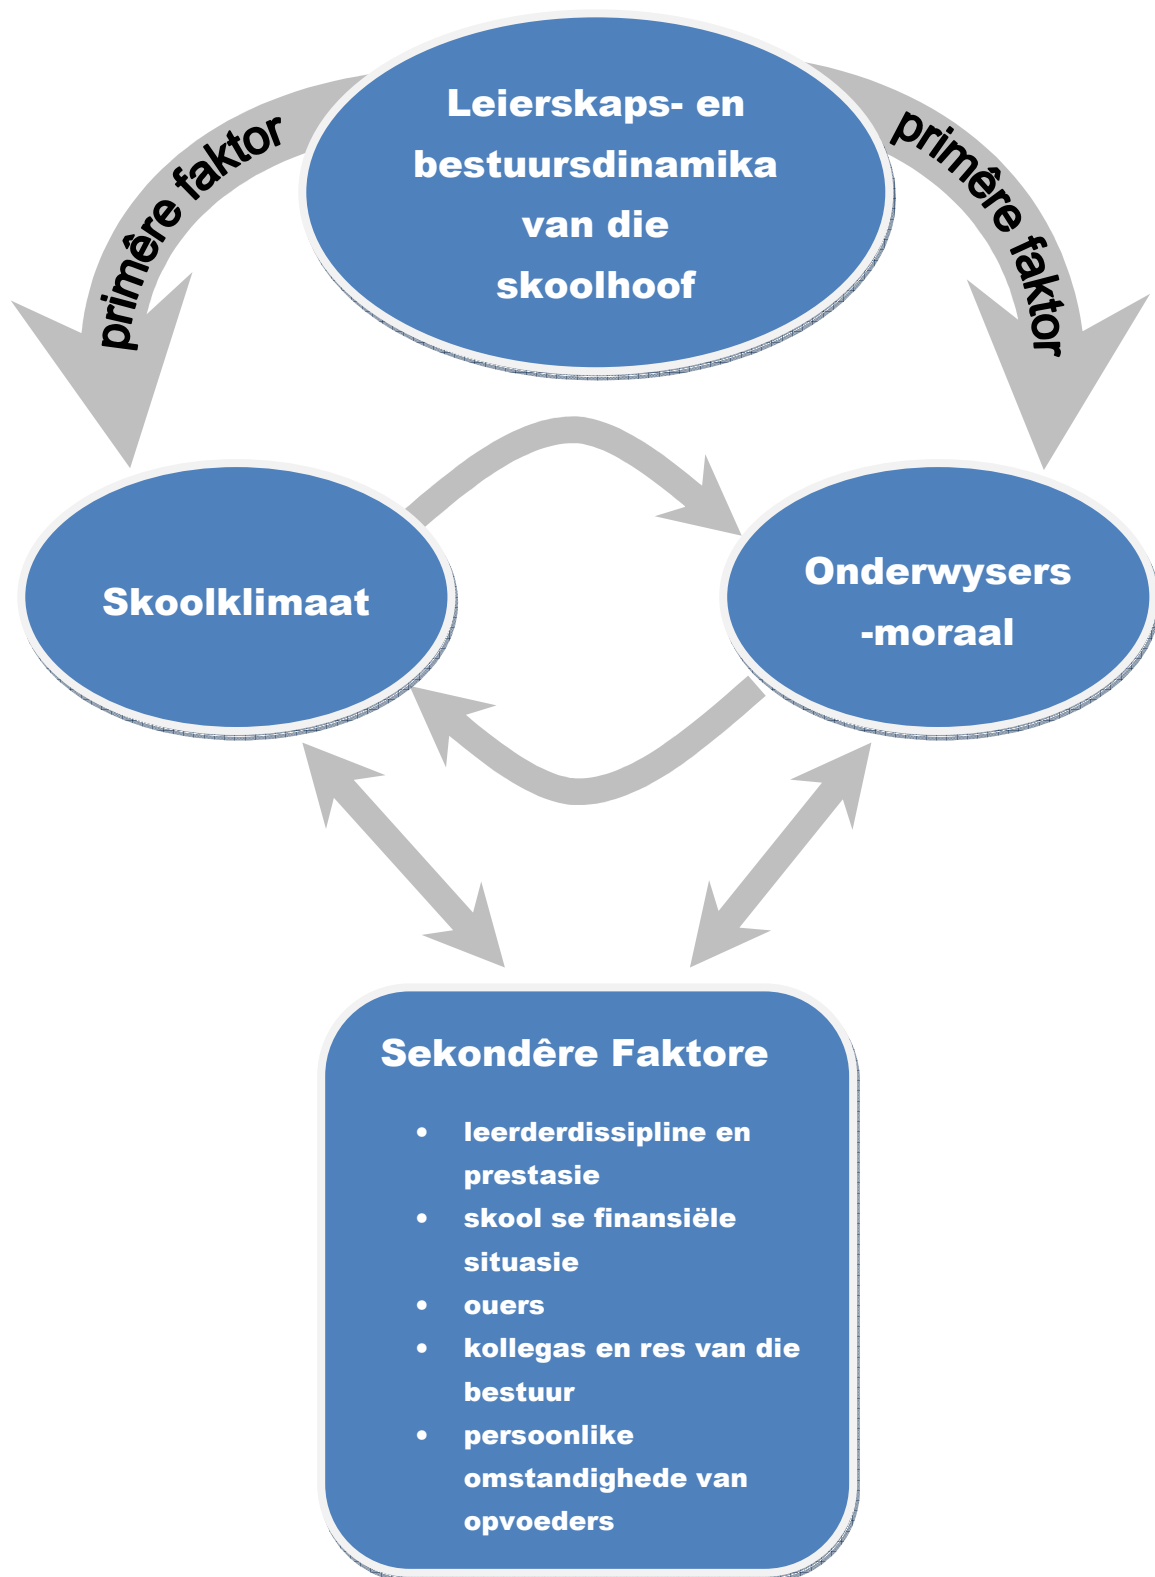 Leierskaps- en
bestuursdinamika
van die
skoolhoof
primêre faktor
primêre faktor
Skoolklimaat
Onderwysers
-moraal
Sekondêre Faktore
• leerderdissipline en
prestasie
• skool se finansiële
situasie
• ouers
• kollegas en res van die
bestuur
• persoonlike
omstandighede van
opvoeders